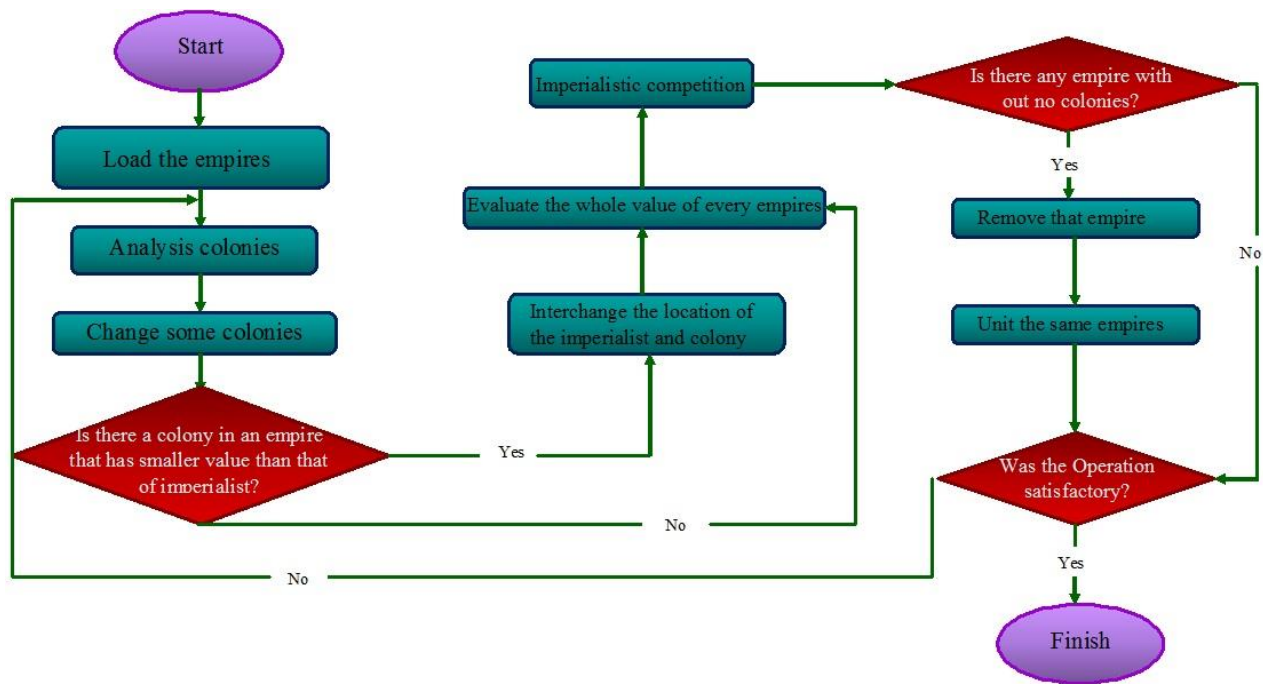 Start
Load the empires
Analysis colonies
Change some colonies
Is there a colony in an empire
that has smaller value than that
of imperialist?
Yes
No
Interchange the location of
the imperialist and colony
Evaluate the whole value of every empires
Imperialistic competition
Is there any empire with
out no colonies?
Yes
No
Remove that empire
Unit the same empires
Was the Operation
satisfactory?
No
Yes
Finish